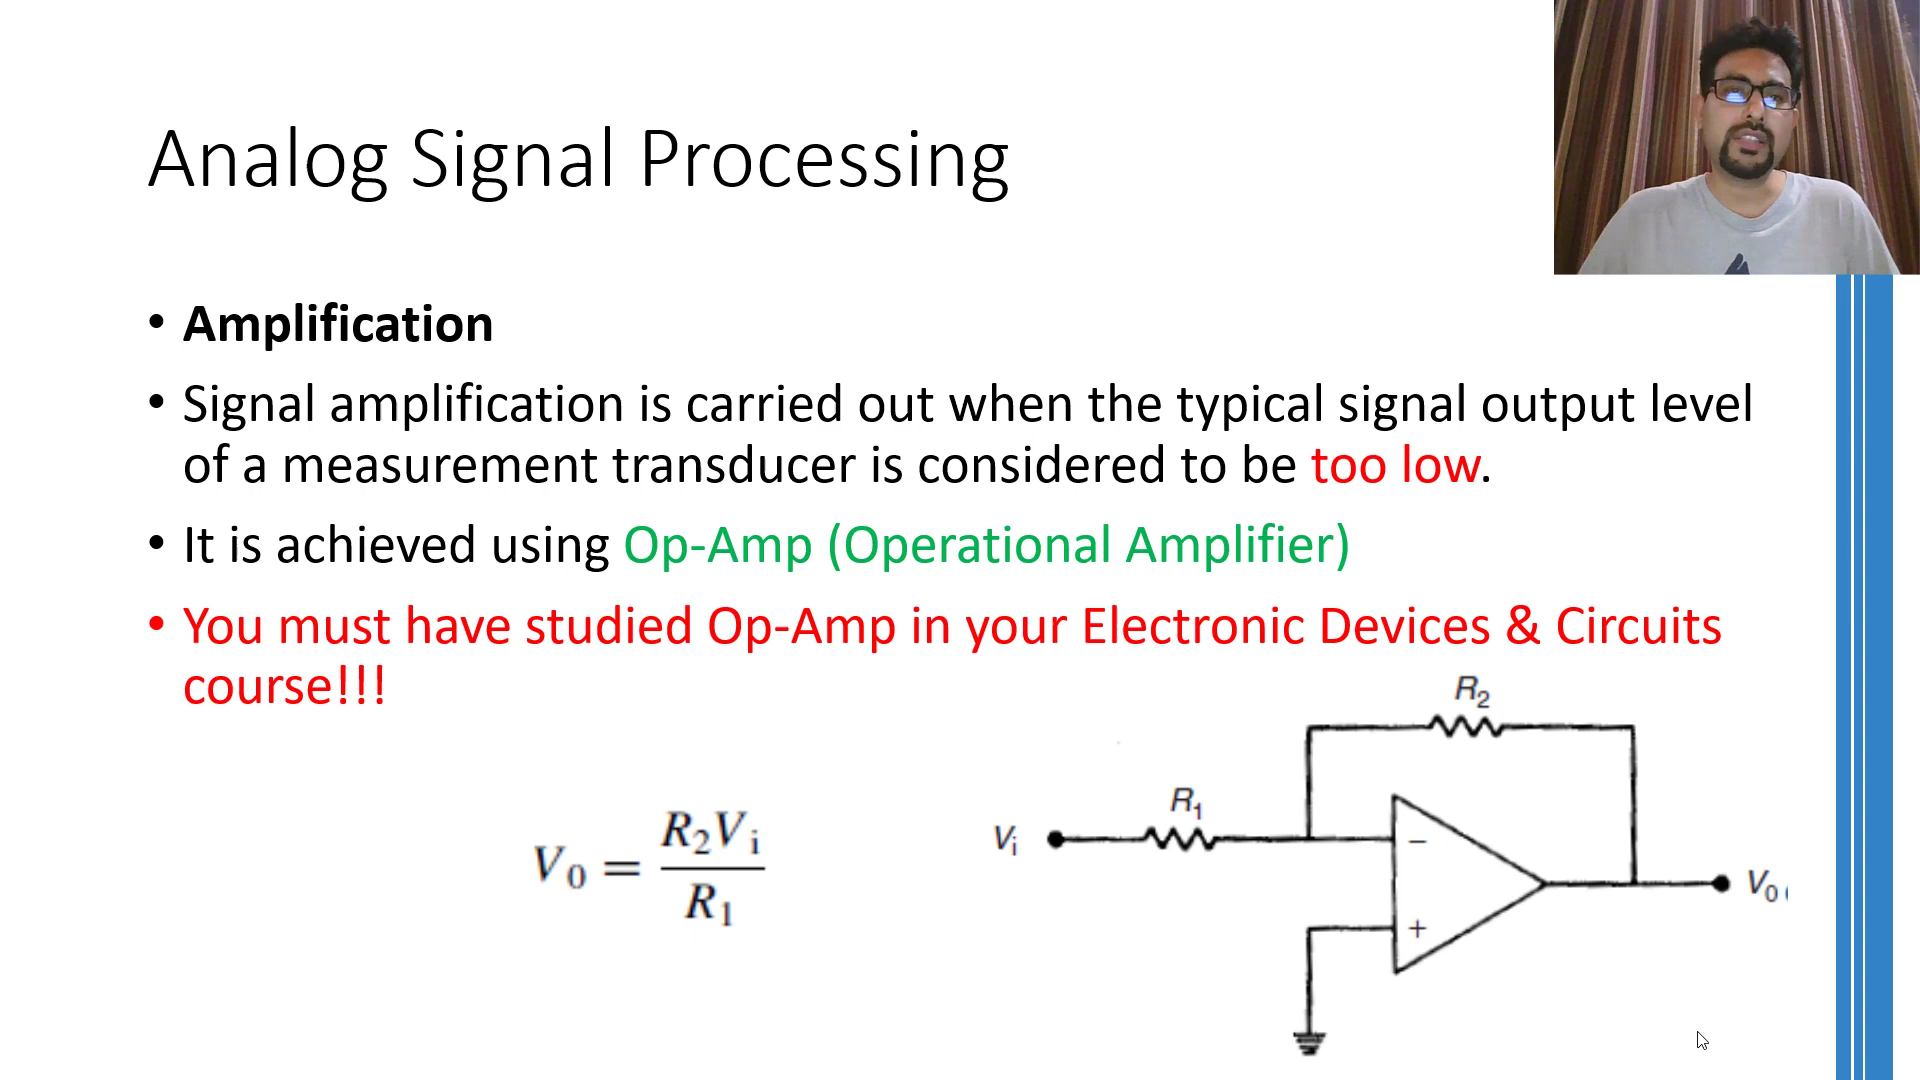 Analog Signal Processing
• Amplification
• Signal amplification is carried out when the typical signal output level
of a measurement transducer is considered to be too low.
• It is achieved using Op-Amp (Operational Amplifier)
• You must have studied Op-Amp in your Electronic Devices & Circuits
course!!!
V₀ = R₂Vᵢ / R₁
R₂
R₁
Vᵢ
−
+
V₀